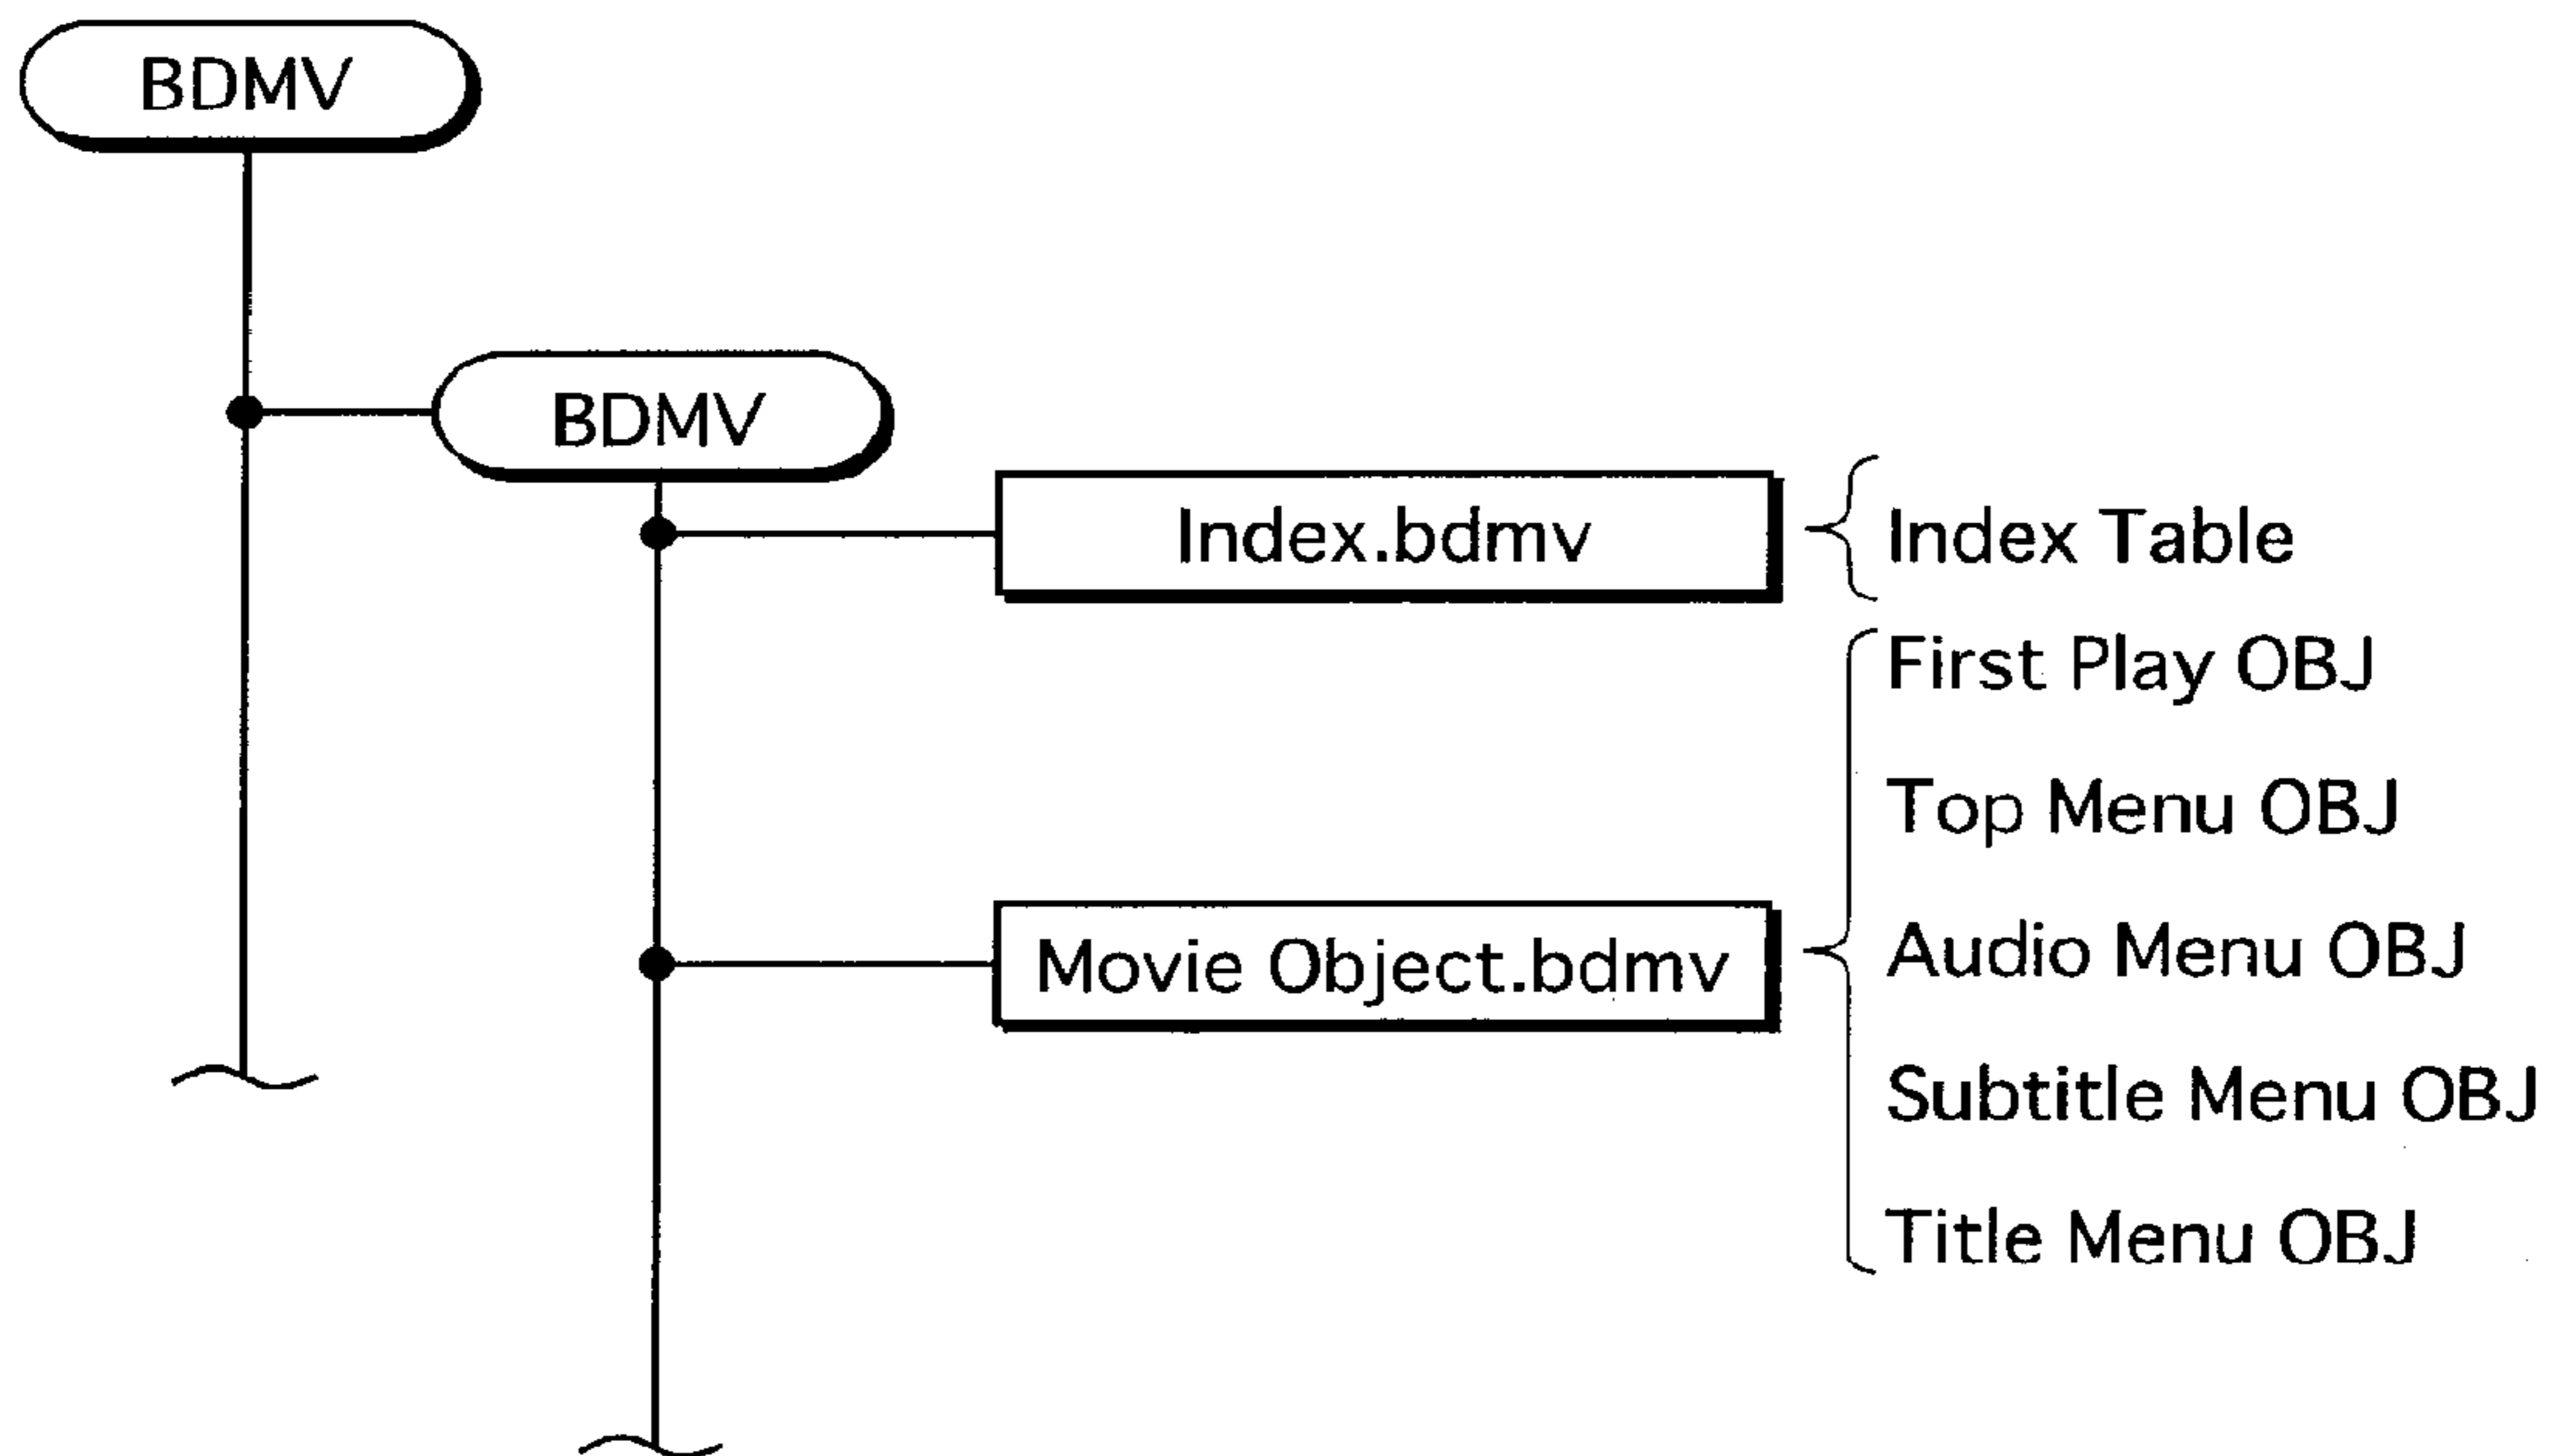 BDMV
BDMV
Index.bdmv
Index Table
First Play OBJ
Top Menu OBJ
Movie Object.bdmv
Audio Menu OBJ
Subtitle Menu OBJ
Title Menu OBJ